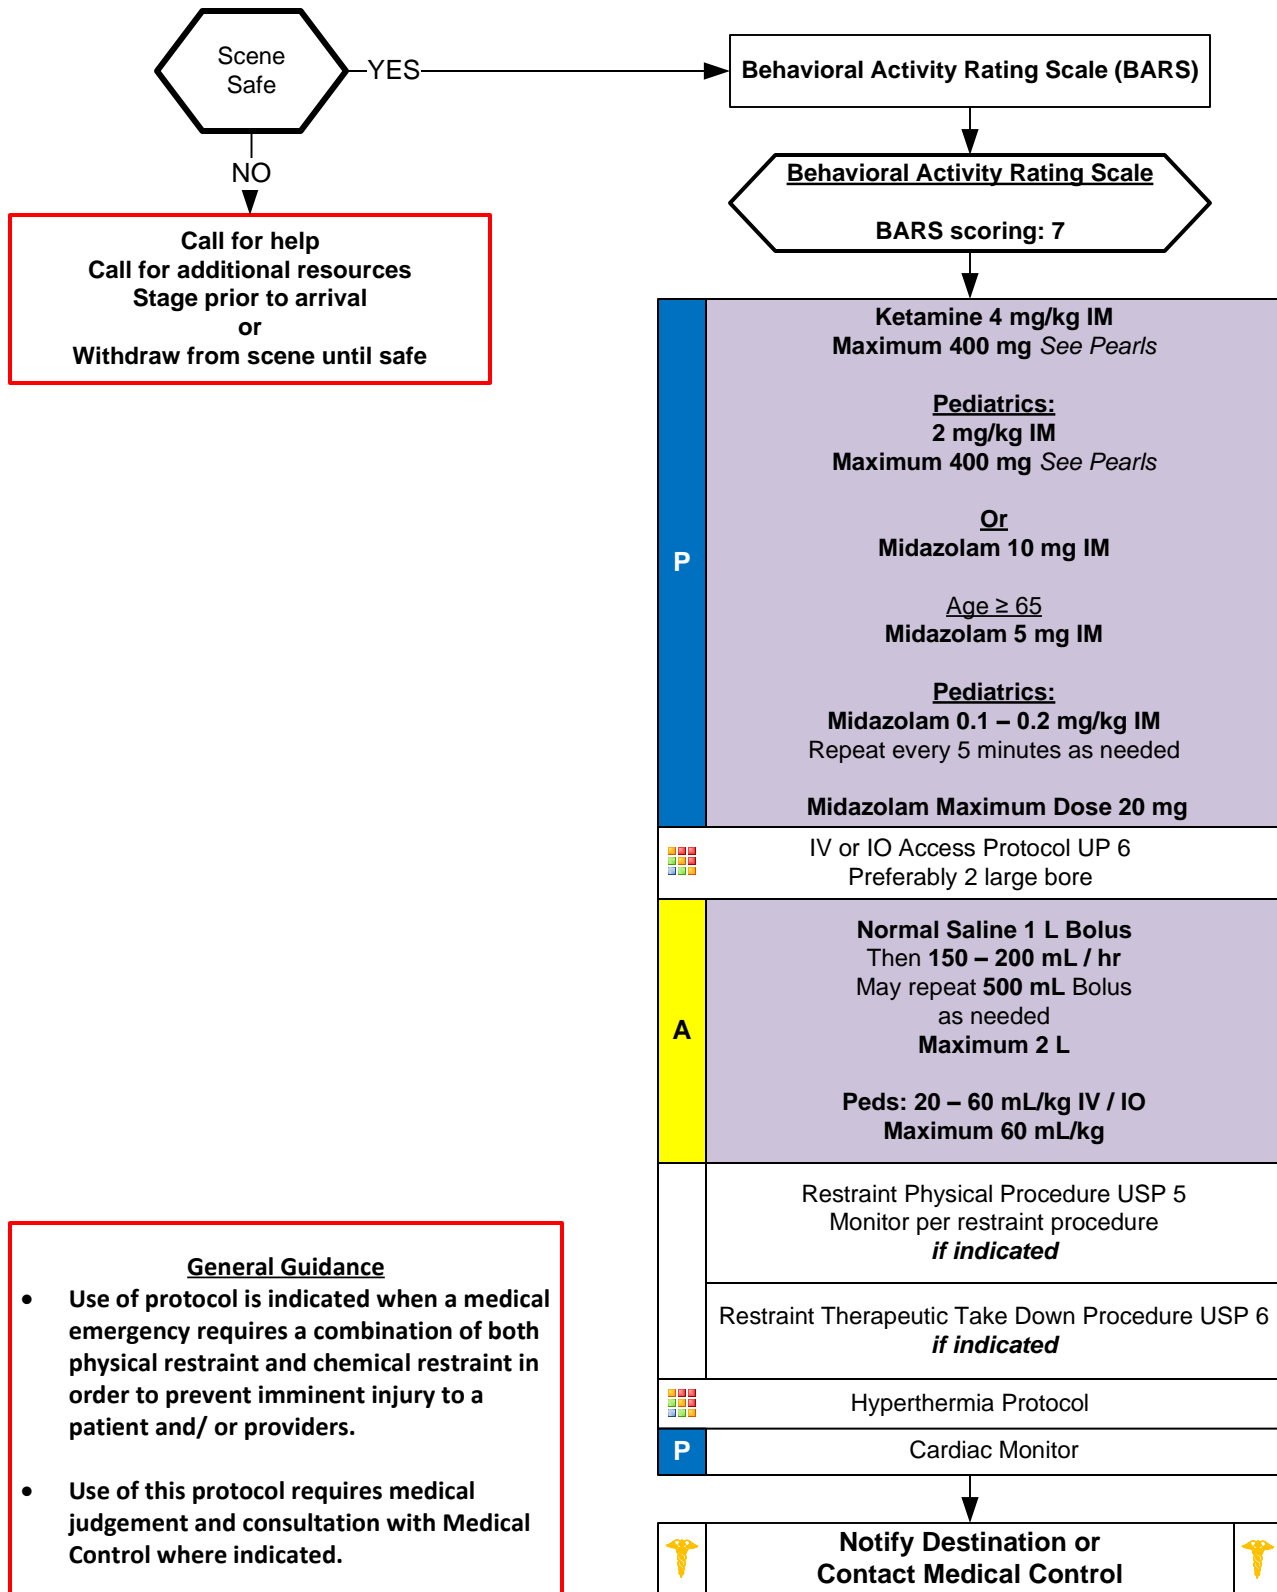 Scene
Safe
YES
NO
Call for help
Call for additional resources
Stage prior to arrival
or
Withdraw from scene until safe
Behavioral Activity Rating Scale (BARS)
Behavioral Activity Rating Scale
BARS scoring: 7
P
Ketamine 4 mg/kg IM
Maximum 400 mg See Pearls
Pediatrics:
2 mg/kg IM
Maximum 400 mg See Pearls
Or
Midazolam 10 mg IM
Age ≥ 65
Midazolam 5 mg IM
Pediatrics:
Midazolam 0.1 – 0.2 mg/kg IM
Repeat every 5 minutes as needed
Midazolam Maximum Dose 20 mg
IV or IO Access Protocol UP 6
Preferably 2 large bore
A
Normal Saline 1 L Bolus
Then 150 – 200 mL / hr
May repeat 500 mL Bolus
as needed
Maximum 2 L
Peds: 20 – 60 mL/kg IV / IO
Maximum 60 mL/kg
Restraint Physical Procedure USP 5
Monitor per restraint procedure
if indicated
Restraint Therapeutic Take Down Procedure USP 6
if indicated
Hyperthermia Protocol
P
Cardiac Monitor
Notify Destination or
Contact Medical Control
General Guidance
• Use of protocol is indicated when a medical
emergency requires a combination of both
physical restraint and chemical restraint in
order to prevent imminent injury to a
patient and/ or providers.
• Use of this protocol requires medical
judgement and consultation with Medical
Control where indicated.